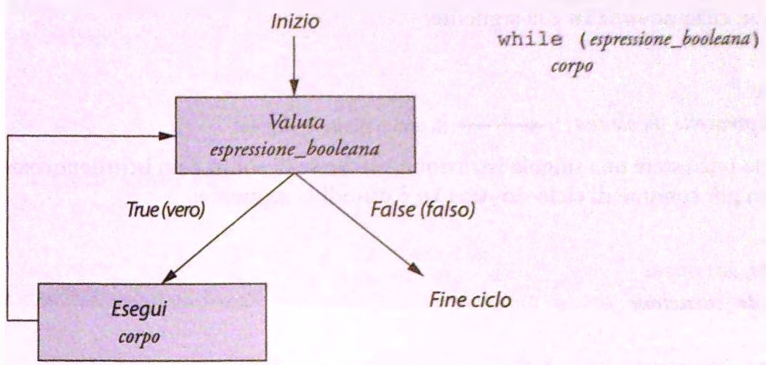 Inizio
while (espressione_booleana)
corpo
Valuta
espressione_booleana
True (vero)
False (falso)
Esegui
corpo
Fine ciclo